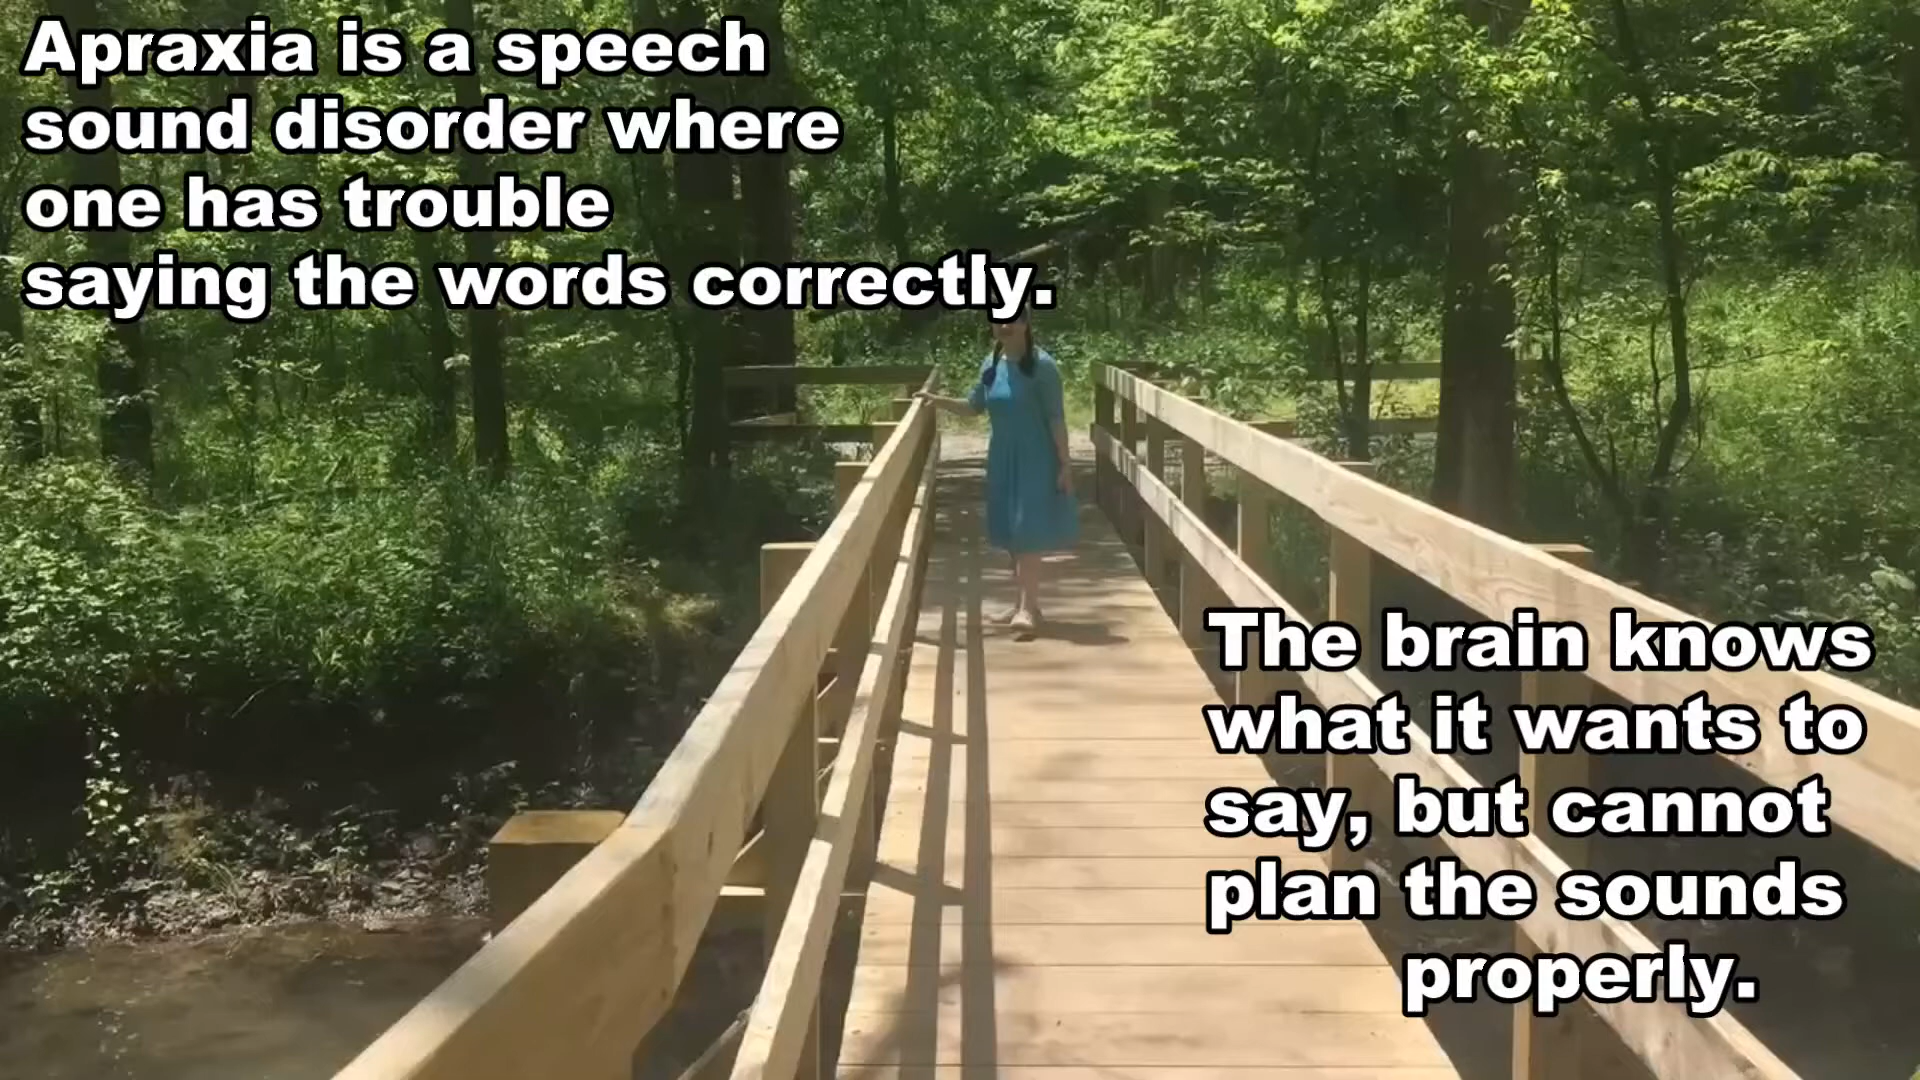 Apraxia is a speech
sound disorder where
one has trouble
saying the words correctly.
The brain knows
what it wants to
say, but cannot
plan the sounds
properly.